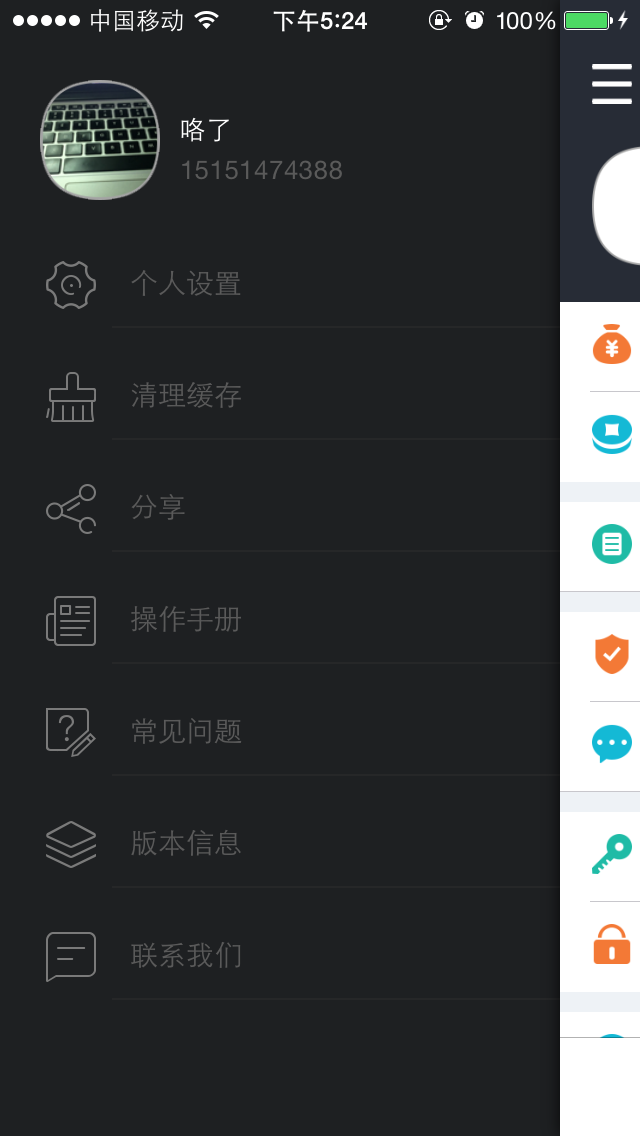 中国移动 下午5:24 100%
咯了
15151474388
个人设置
清理缓存
分享
操作手册
常见问题
版本信息
联系我们